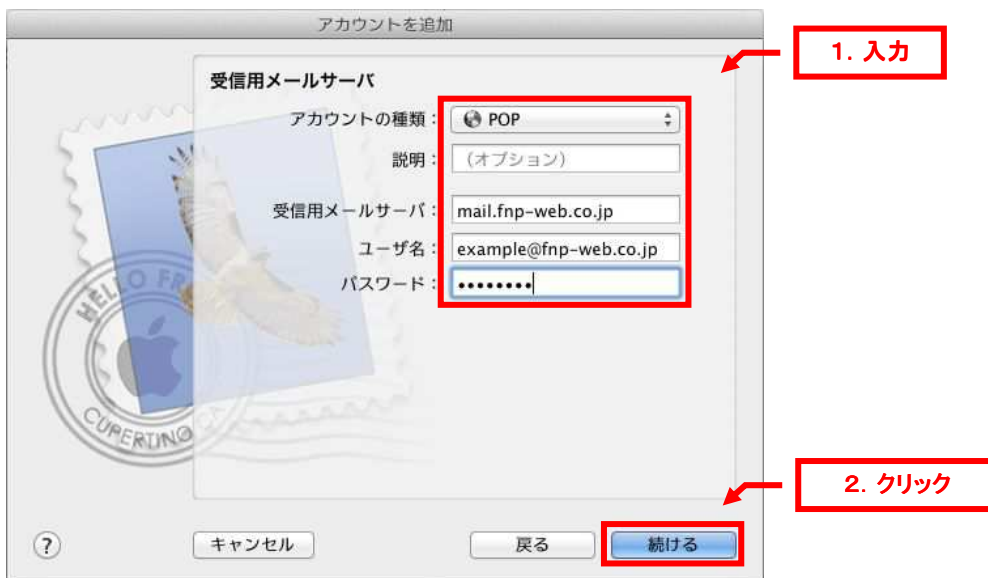 アカウントを追加
1. 入力
受信用メールサーバ
アカウントの種類： POP
説明： (オプション)
受信用メールサーバ： mail.fnp-web.co.jp
ユーザ名： example@fnp-web.co.jp
パスワード： ••••••••
HELLO FR
CUPERTINO CA
2. クリック
? キャンセル 戻る 続ける